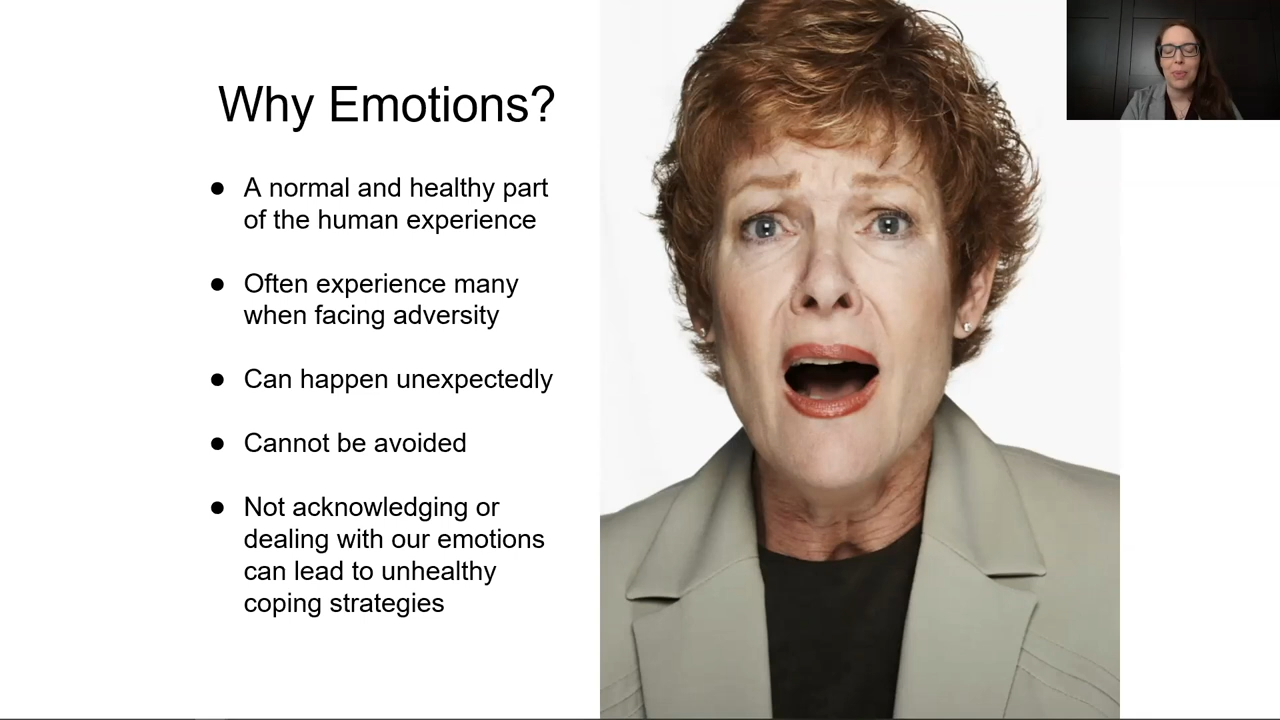 Why Emotions?
● A normal and healthy part
of the human experience
● Often experience many
when facing adversity
● Can happen unexpectedly
● Cannot be avoided
● Not acknowledging or
dealing with our emotions
can lead to unhealthy
coping strategies